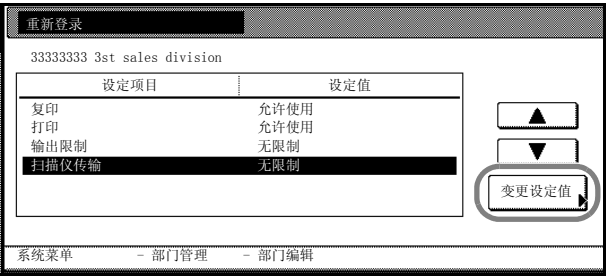 重新登录
33333333 3st sales division
设定项目 设定值
复印 允许使用
打印 允许使用
输出限制 无限制
扫描仪传输 无限制
变更设定值
系统菜单 - 部门管理 - 部门编辑